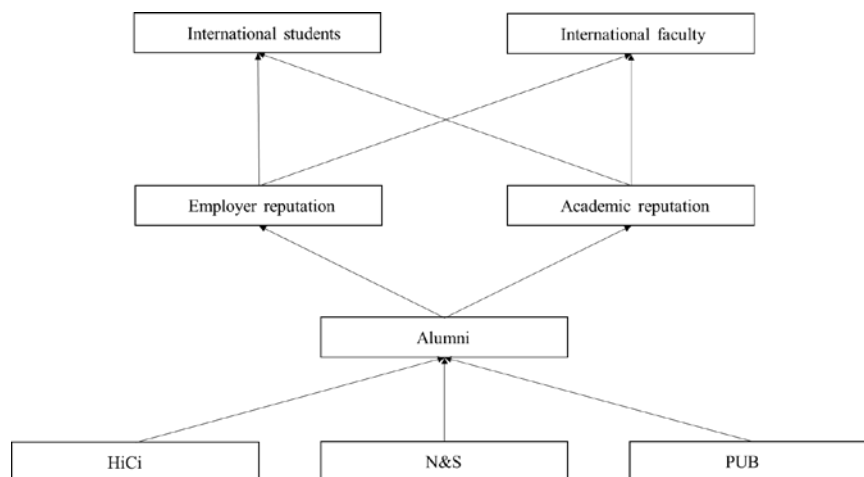 International students
International faculty
Employer reputation
Academic reputation
Alumni
HiCi
N&S
PUB